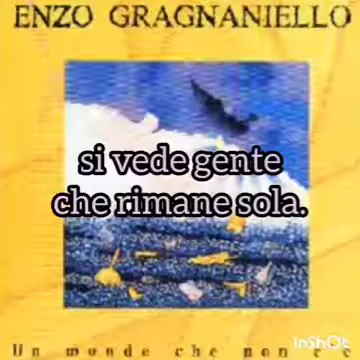 ENZO GRAGNANIELLO
si vede gente
che rimane sola.
Un mondo che non
InShOt